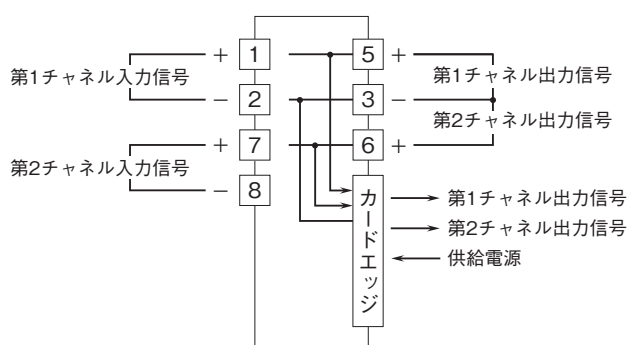 + 1 5 +
第1チャネル入力信号
第1チャネル出力信号
− 2 3 −
第2チャネル出力信号
+ 7 6 +
第2チャネル入力信号
− 8
カードエッジ
第1チャネル出力信号
第2チャネル出力信号
供給電源